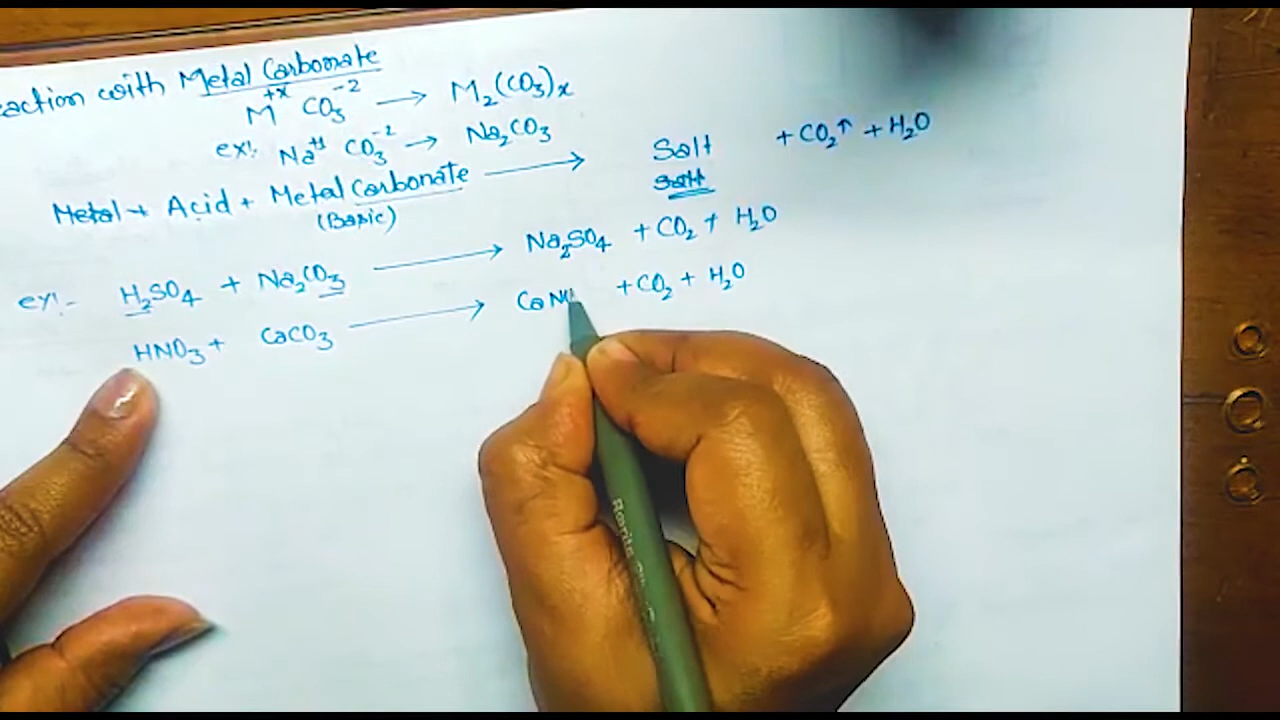 eaction with Metal Carbonate
M+x CO3-2 → M2(CO3)x
ex:- Na+1 CO3-2 → Na2CO3
Metal + Acid + Metal Carbonate → Salt + CO2↑ + H2O
(Basic)
Salt
ex:- H2SO4 + Na2CO3 → Na2SO4 + CO2 + H2O
HNO3 + CaCO3 → CaN + CO2 + H2O